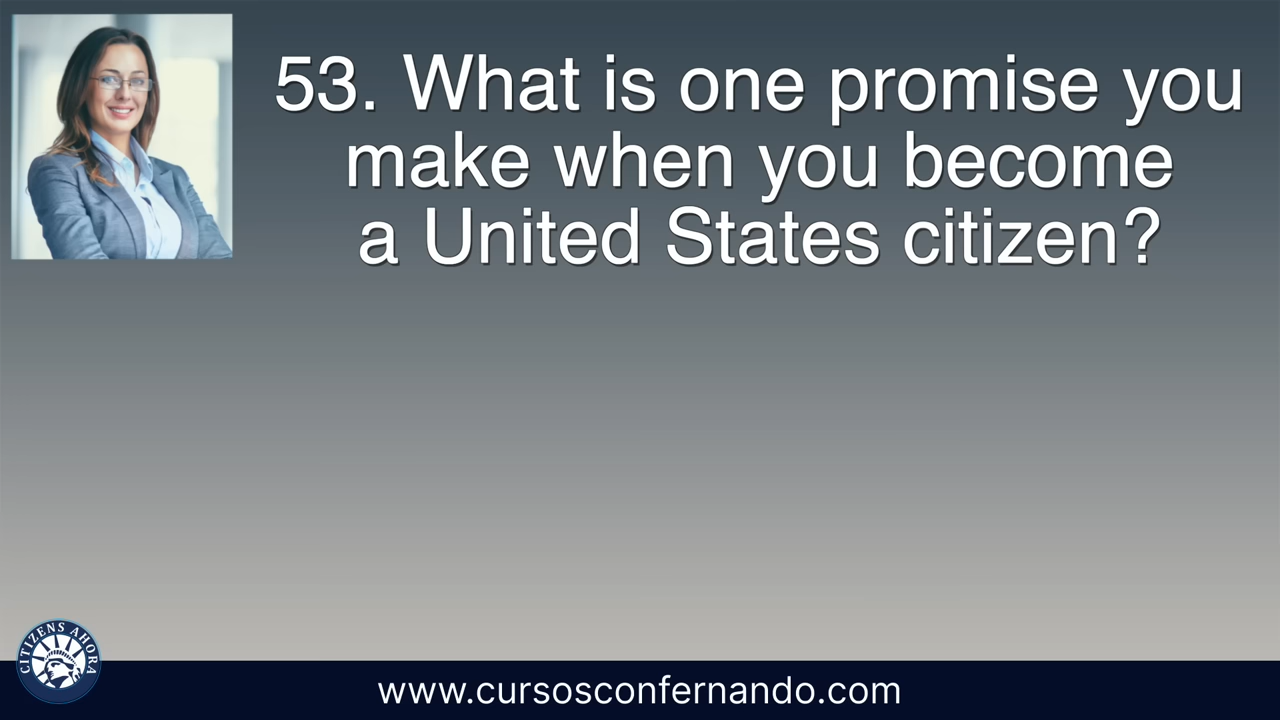 53. What is one promise you
make when you become
a United States citizen?
CITIZENS AHORA
www.cursosconfernando.com